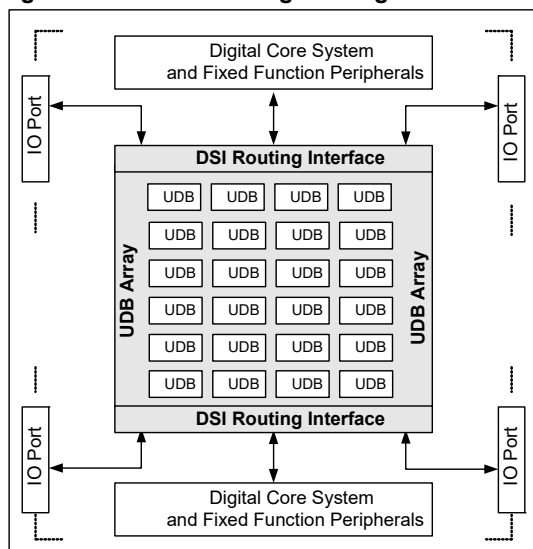 Digital Core System
and Fixed Function Peripherals
IO Port
IO Port
DSI Routing Interface
UDB Array
UDB Array
UDB UDB UDB UDB
UDB UDB UDB UDB
UDB UDB UDB UDB
UDB UDB UDB UDB
UDB UDB UDB UDB
UDB UDB UDB UDB
DSI Routing Interface
IO Port
IO Port
Digital Core System
and Fixed Function Peripherals